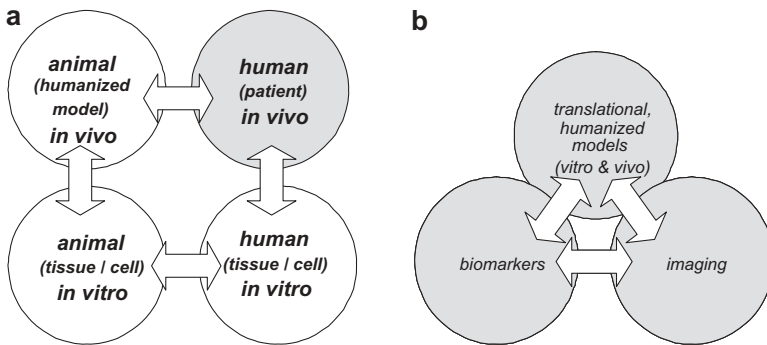 a
animal
(humanized
model)
in vivo
human
(patient)
in vivo
animal
(tissue / cell)
in vitro
human
(tissue / cell)
in vitro
b
translational,
humanized
models
(vitro & vivo)
biomarkers
imaging